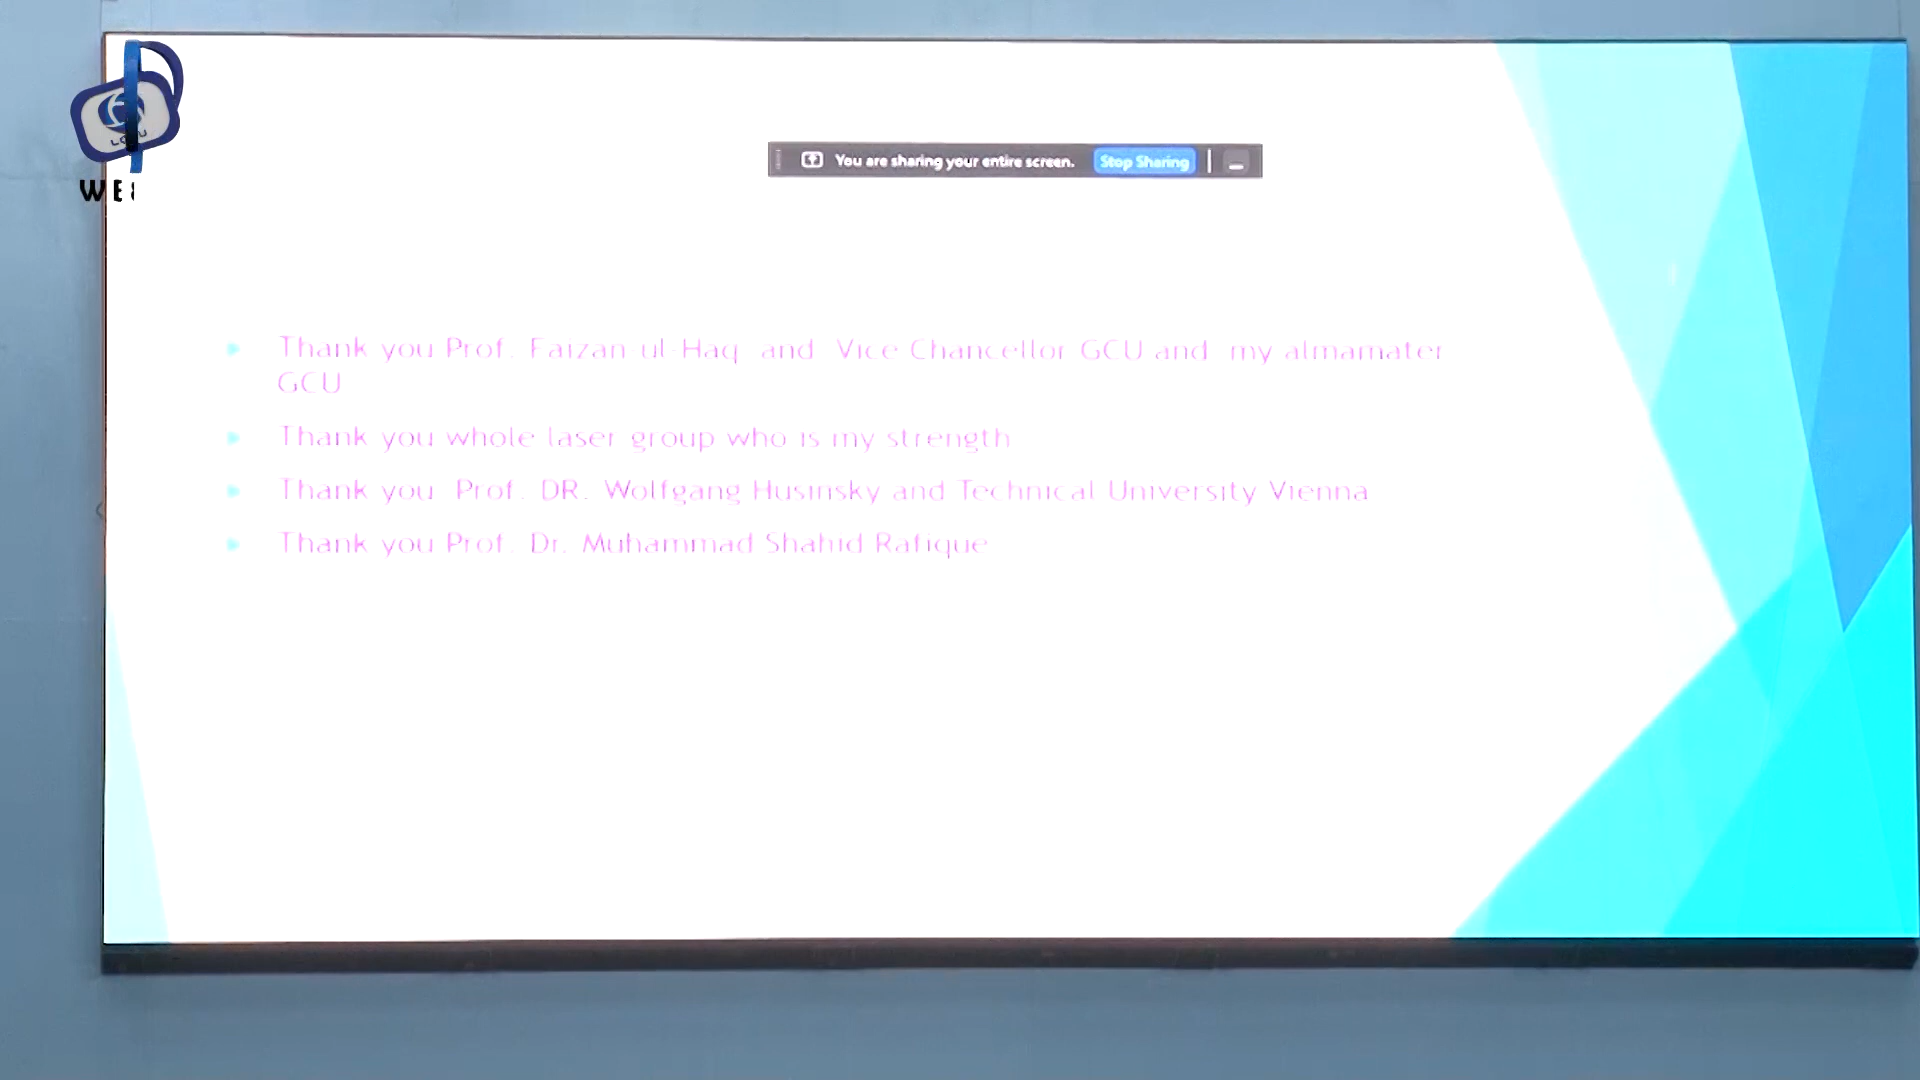 WE
You are sharing your entire screen. Stop Sharing
Thank you Prof. Faizan ul Haq and Vice Chancellor GCU and my almamater
GCU
Thank you whole laser group who is my strength
Thank you Prof. DR. Wolfgang Husinsky and Technical University Vienna
Thank you Prof. Dr. Muhammad Shahid Rafique